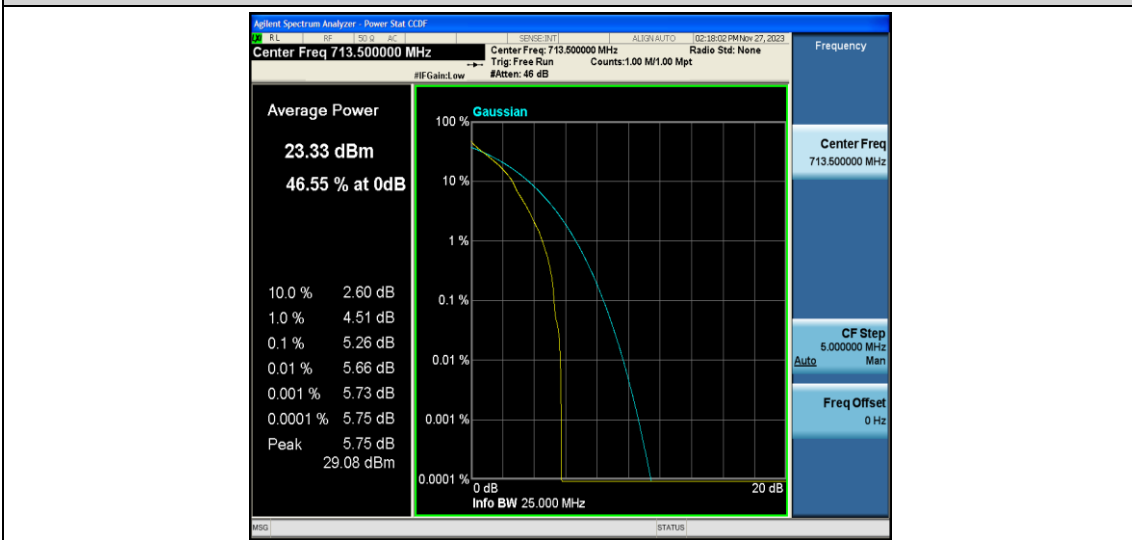 Agilent Spectrum Analyzer - Power Stat CCDF
RL RF 50 Ω AC SENSE:INT ALIGN AUTO 02:18:02 PM Nov 27, 2023
Center Freq 713.500000 MHz
Center Freq: 713.500000 MHz Radio Std: None
Trig: Free Run Counts:1.00 M/1.00 Mpt
#IFGain:Low #Atten: 46 dB
Frequency
Average Power
23.33 dBm
46.55 % at 0dB
10.0 % 2.60 dB
1.0 % 4.51 dB
0.1 % 5.26 dB
0.01 % 5.66 dB
0.001 % 5.73 dB
0.0001 % 5.75 dB
Peak 5.75 dB
29.08 dBm
Gaussian
100 %
10 %
1 %
0.1 %
0.01 %
0.001 %
0.0001 %
0 dB 20 dB
Info BW 25.000 MHz
Center Freq
713.500000 MHz
CF Step
5.000000 MHz
Auto Man
Freq Offset
0 Hz
MSG STATUS